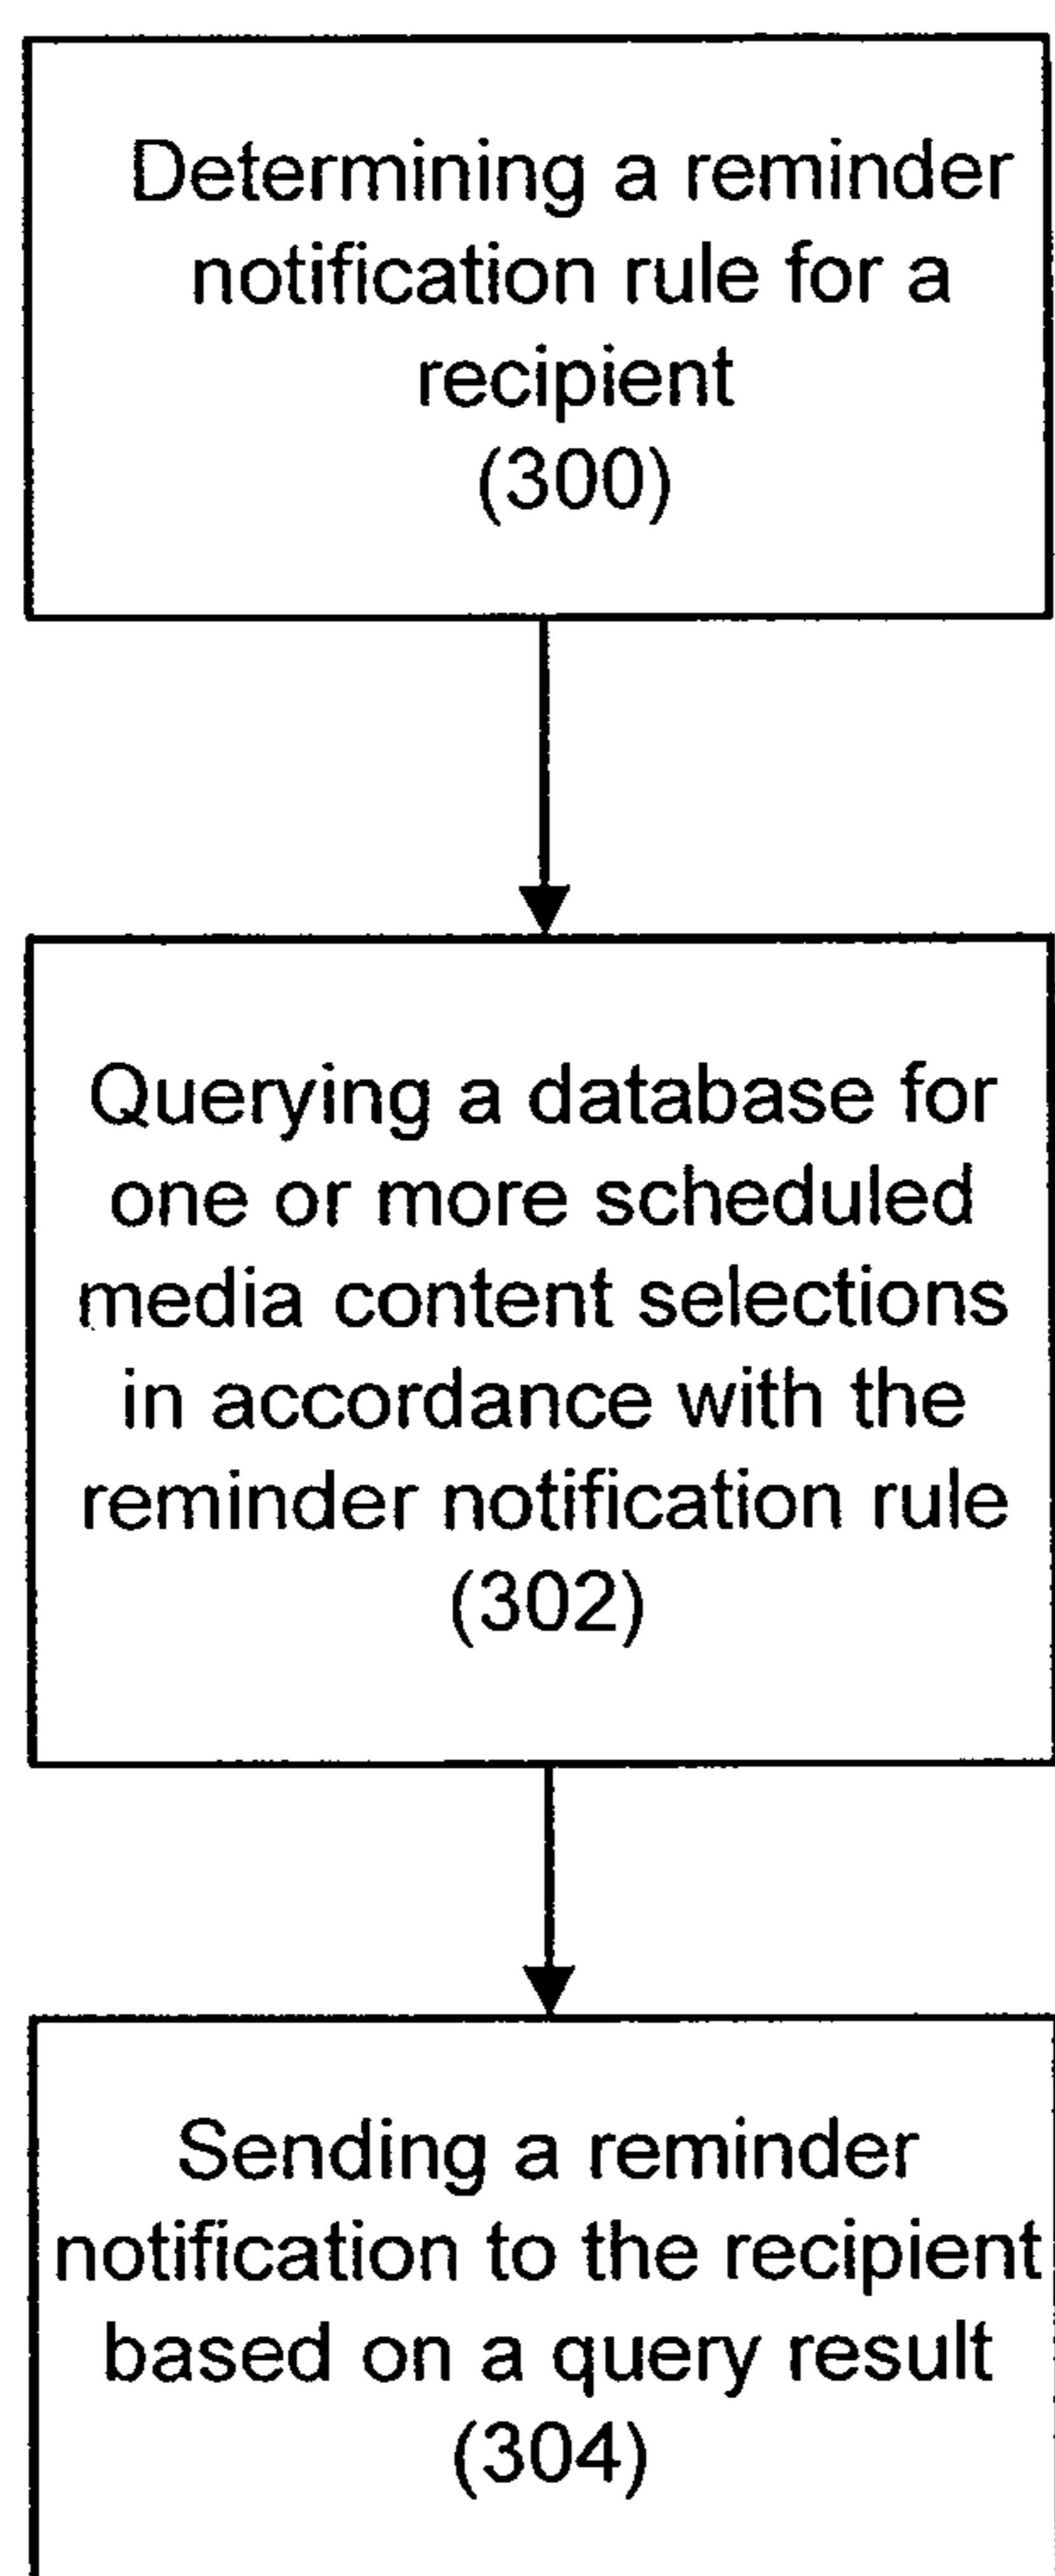 Determining a reminder
notification rule for a
recipient
(300)
Querying a database for
one or more scheduled
media content selections
in accordance with the
reminder notification rule
(302)
Sending a reminder
notification to the recipient
based on a query result
(304)